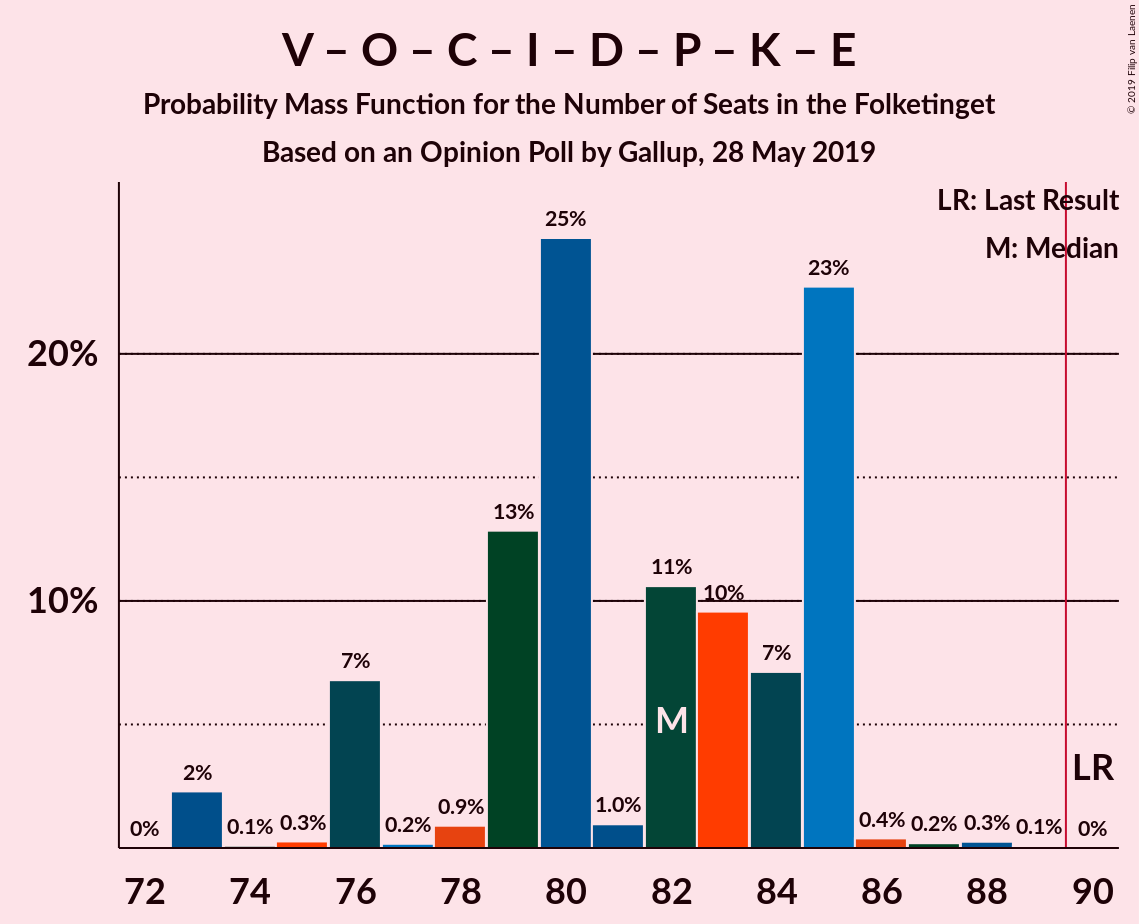 V – O – C – I – D – P – K – E
Probability Mass Function for the Number of Seats in the Folketinget
Based on an Opinion Poll by Gallup, 28 May 2019
© 2019 Filip van Laenen
LR: Last Result
M: Median
20%
10%
0%
2%
0.1%
0.3%
7%
0.2%
0.9%
13%
25%
1.0%
11%
10%
7%
23%
0.4%
0.2%
0.3%
0.1%
0%
M
LR
72 74 76 78 80 82 84 86 88 90